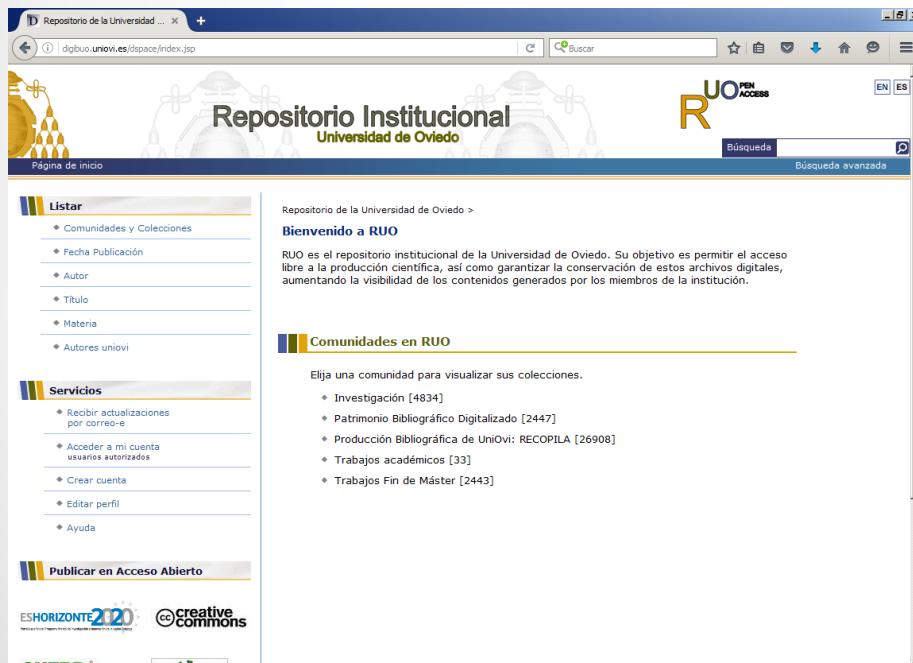 Repositorio de la Universidad ...
digibuo.uniovi.es/dspace/index.jsp
Buscar
Repositorio Institucional
Universidad de Oviedo
RUO OPEN ACCESS
EN ES
Búsqueda
Página de inicio
Búsqueda avanzada
Listar
Comunidades y Colecciones
Fecha Publicación
Autor
Título
Materia
Autores uniovi
Servicios
Recibir actualizaciones
por correo-e
Acceder a mi cuenta
usuarios autorizados
Crear cuenta
Editar perfil
Ayuda
Publicar en Acceso Abierto
ESHORIZONTE2020
cc creative
commons
Repositorio de la Universidad de Oviedo >
Bienvenido a RUO
RUO es el repositorio institucional de la Universidad de Oviedo. Su objetivo es permitir el acceso
libre a la producción científica, así como garantizar la conservación de estos archivos digitales,
aumentando la visibilidad de los contenidos generados por los miembros de la institución.
Comunidades en RUO
Elija una comunidad para visualizar sus colecciones.
Investigación [4834]
Patrimonio Bibliográfico Digitalizado [2447]
Producción Bibliográfica de UniOvi: RECOPILA [26908]
Trabajos académicos [33]
Trabajos Fin de Máster [2443]